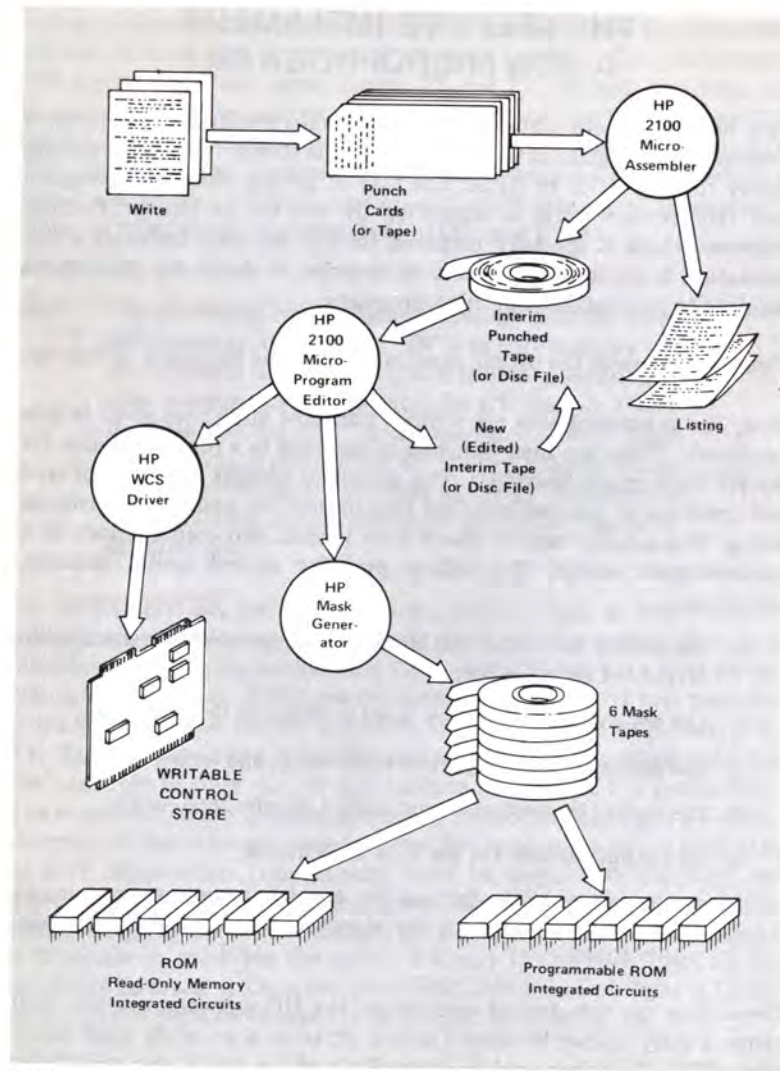 Write
Punch
Cards
(or Tape)
HP
2100
Micro-
Assembler
Interim
Punched
Tape
(or Disc File)
Listing
HP
2100
Micro-
Program
Editor
New
(Edited)
Interim Tape
(or Disc File)
HP
WCS
Driver
HP
Mask
Gener-
ator
WRITABLE
CONTROL
STORE
6 Mask
Tapes
ROM
Read-Only Memory
Integrated Circuits
Programmable ROM
Integrated Circuits